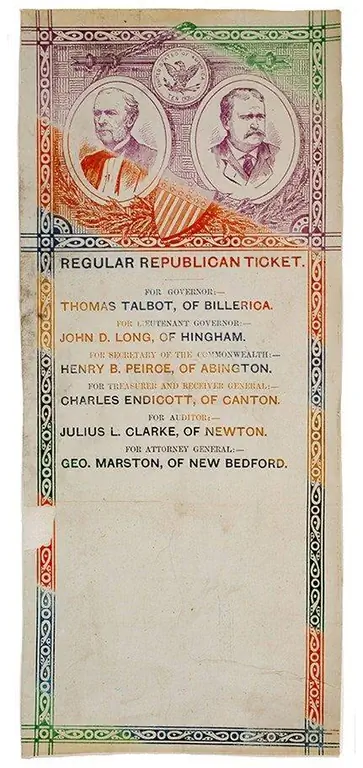 REGULAR REPUBLICAN TICKET.
FOR GOVERNOR:—
THOMAS TALBOT, OF BILLERICA.
FOR LIEUTENANT GOVERNOR:—
JOHN D. LONG, OF HINGHAM.
FOR SECRETARY OF THE COMMONWEALTH:—
HENRY B. PEIRCE, OF ABINGTON.
FOR TREASURER AND RECEIVER GENERAL:—
CHARLES ENDICOTT, OF CANTON.
FOR AUDITOR:—
JULIUS L. CLARKE, OF NEWTON.
FOR ATTORNEY GENERAL:—
GEO. MARSTON, OF NEW BEDFORD.